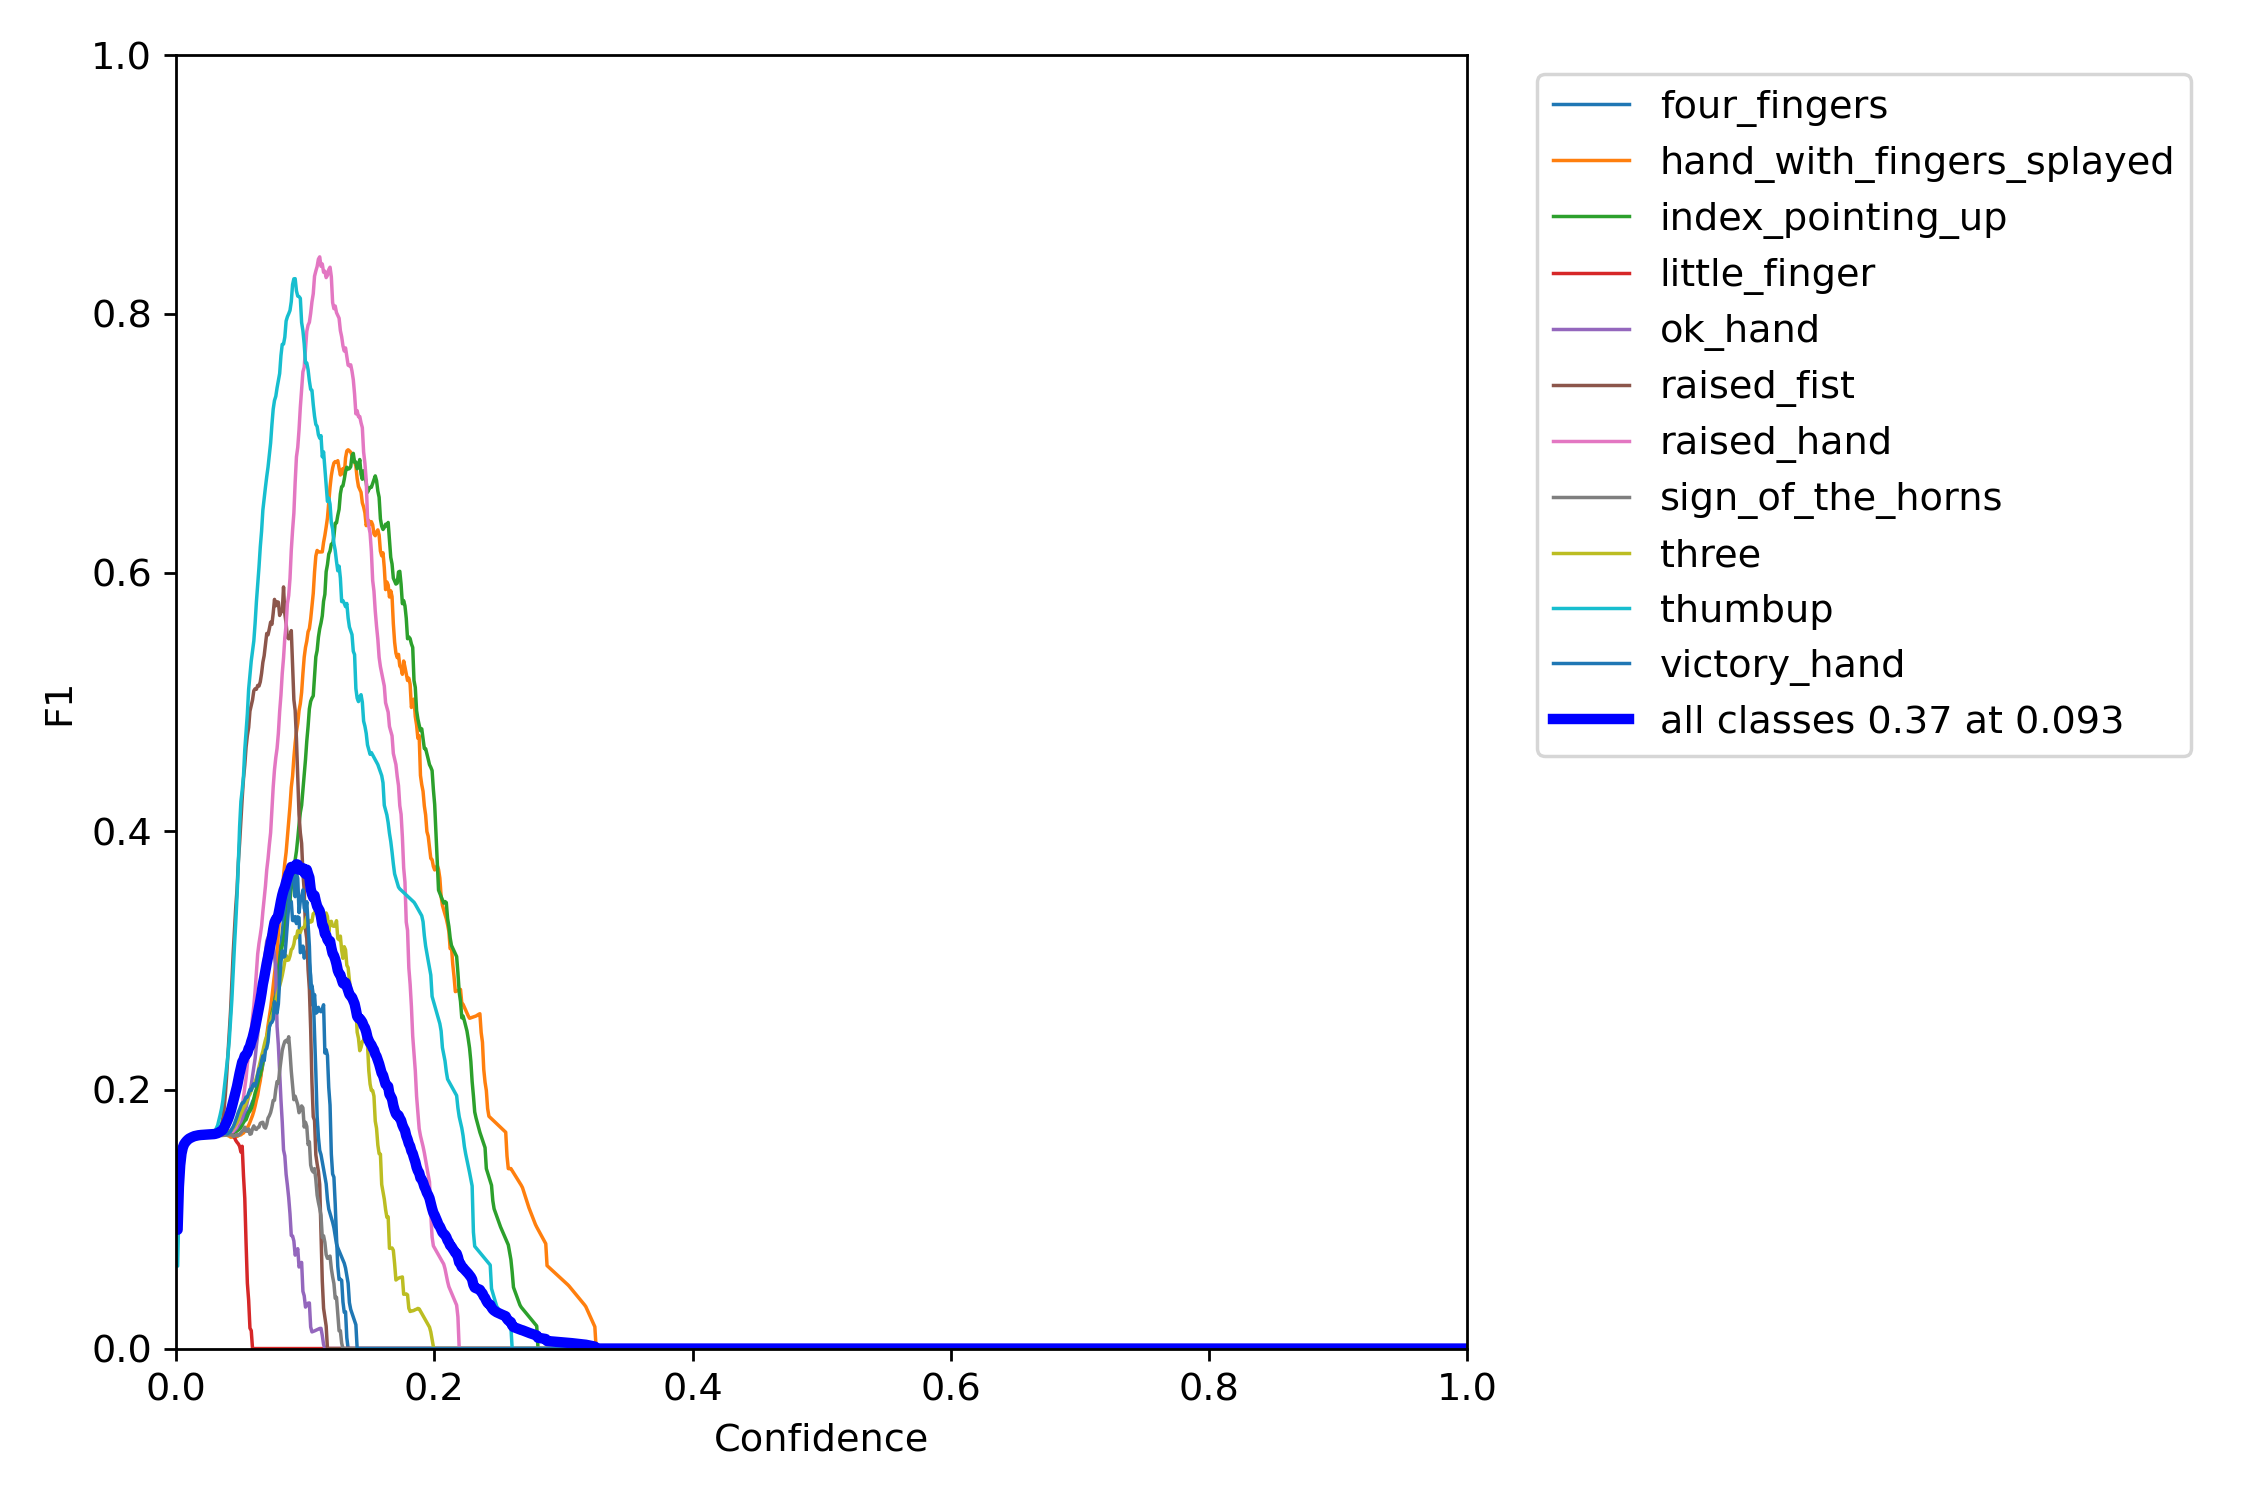 1.0
0.8
0.6
0.4
0.2
0.0
F1
0.0 0.2 0.4 0.6 0.8 1.0
Confidence
four_fingers
hand_with_fingers_splayed
index_pointing_up
little_finger
ok_hand
raised_fist
raised_hand
sign_of_the_horns
three
thumbup
victory_hand
all classes 0.37 at 0.093